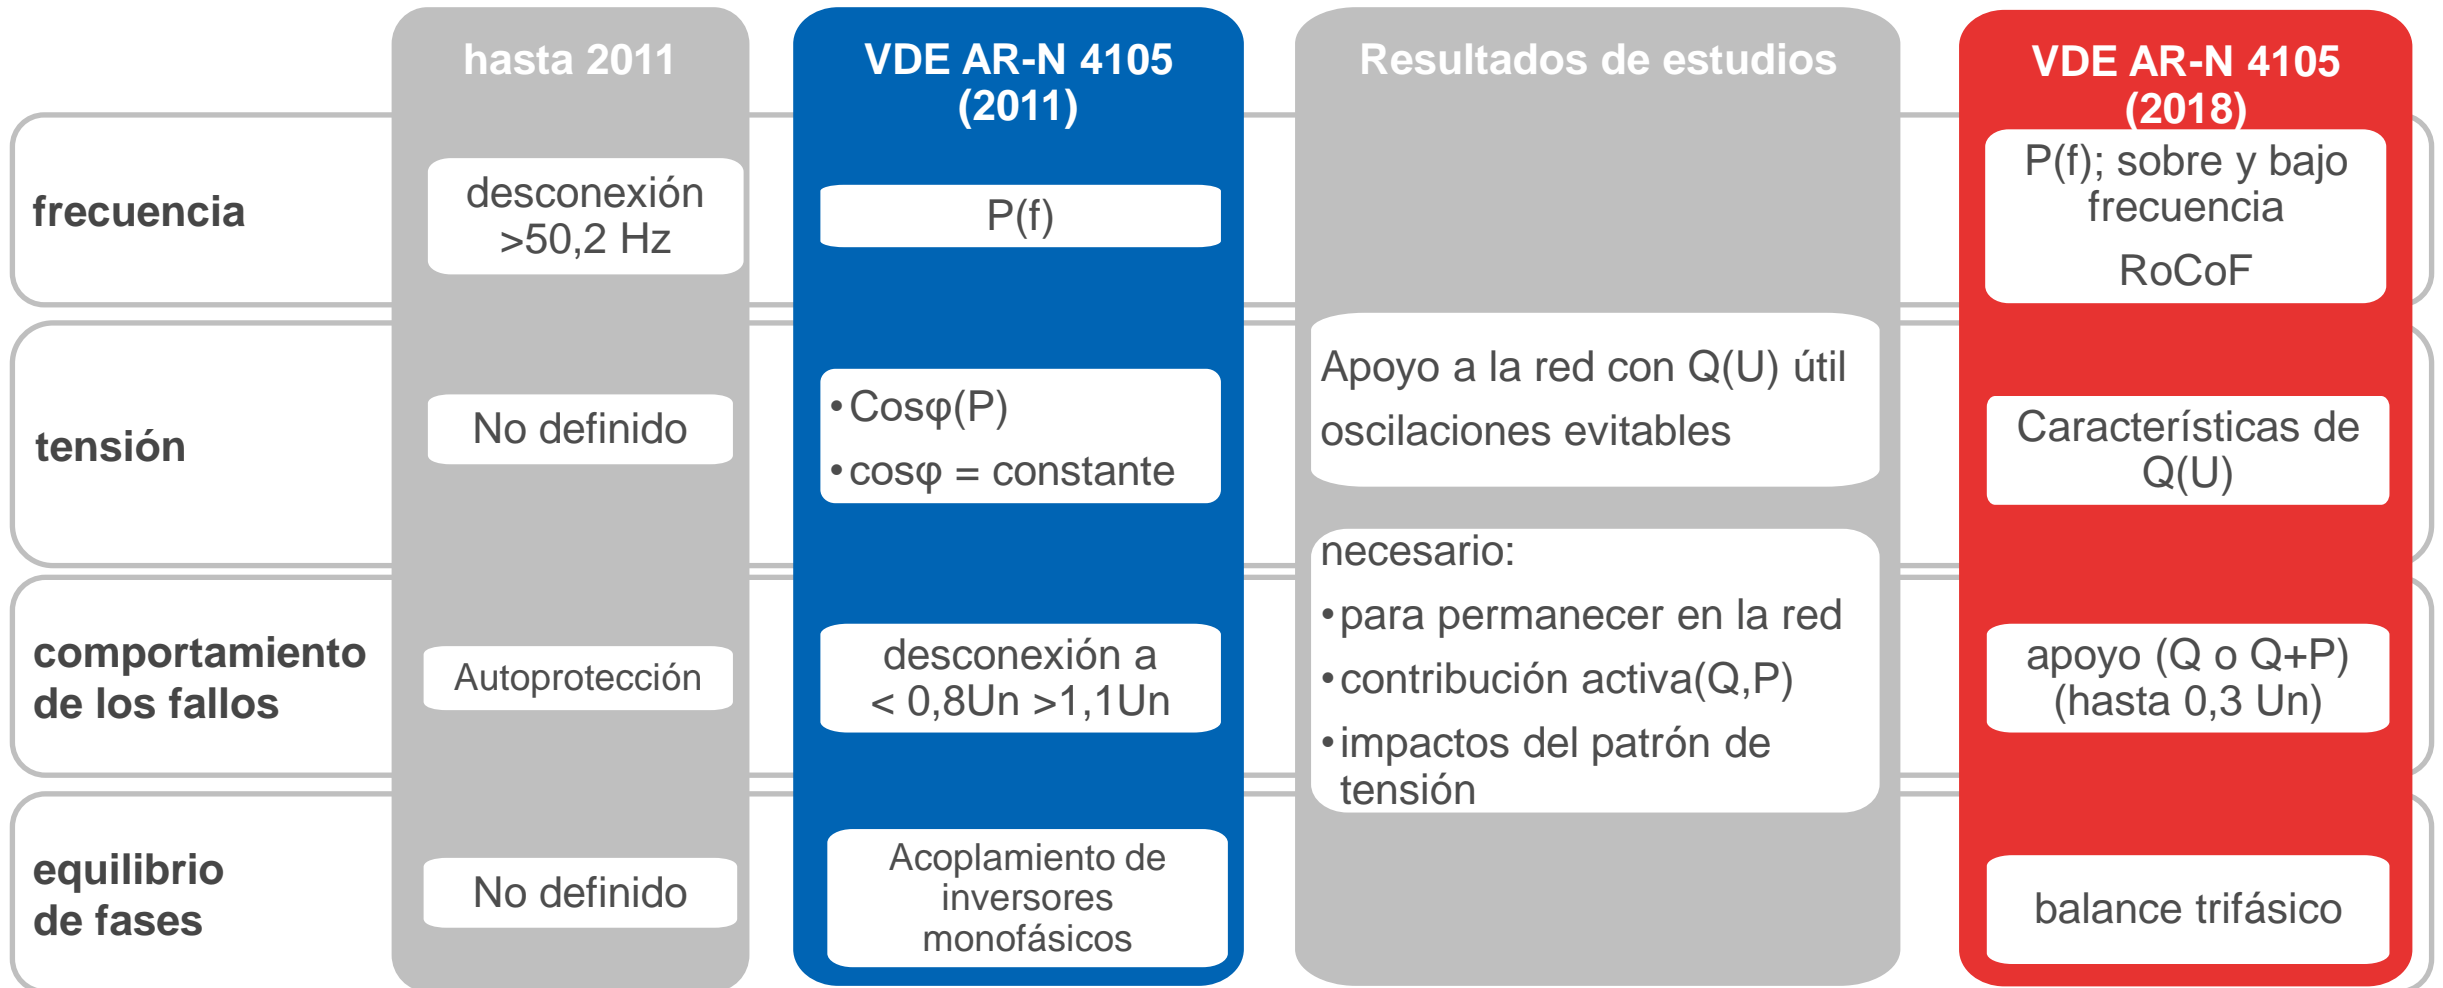 hasta 2011
VDE AR-N 4105
(2011)
Resultados de estudios
VDE AR-N 4105
(2018)
frecuencia
desconexión
>50,2 Hz
P(f)
P(f); sobre y bajo
frecuencia
RoCoF
tensión
No definido
•Cosφ(P)
•cosφ = constante
Apoyo a la red con Q(U) útil
oscilaciones evitables
Características de
Q(U)
comportamiento
de los fallos
Autoprotección
desconexión a
< 0,8Un >1,1Un
necesario:
•para permanecer en la red
•contribución activa(Q,P)
•impactos del patrón de
tensión
apoyo (Q o Q+P)
(hasta 0,3 Un)
equilibrio
de fases
No definido
Acoplamiento de
inversores
monofásicos
balance trifásico